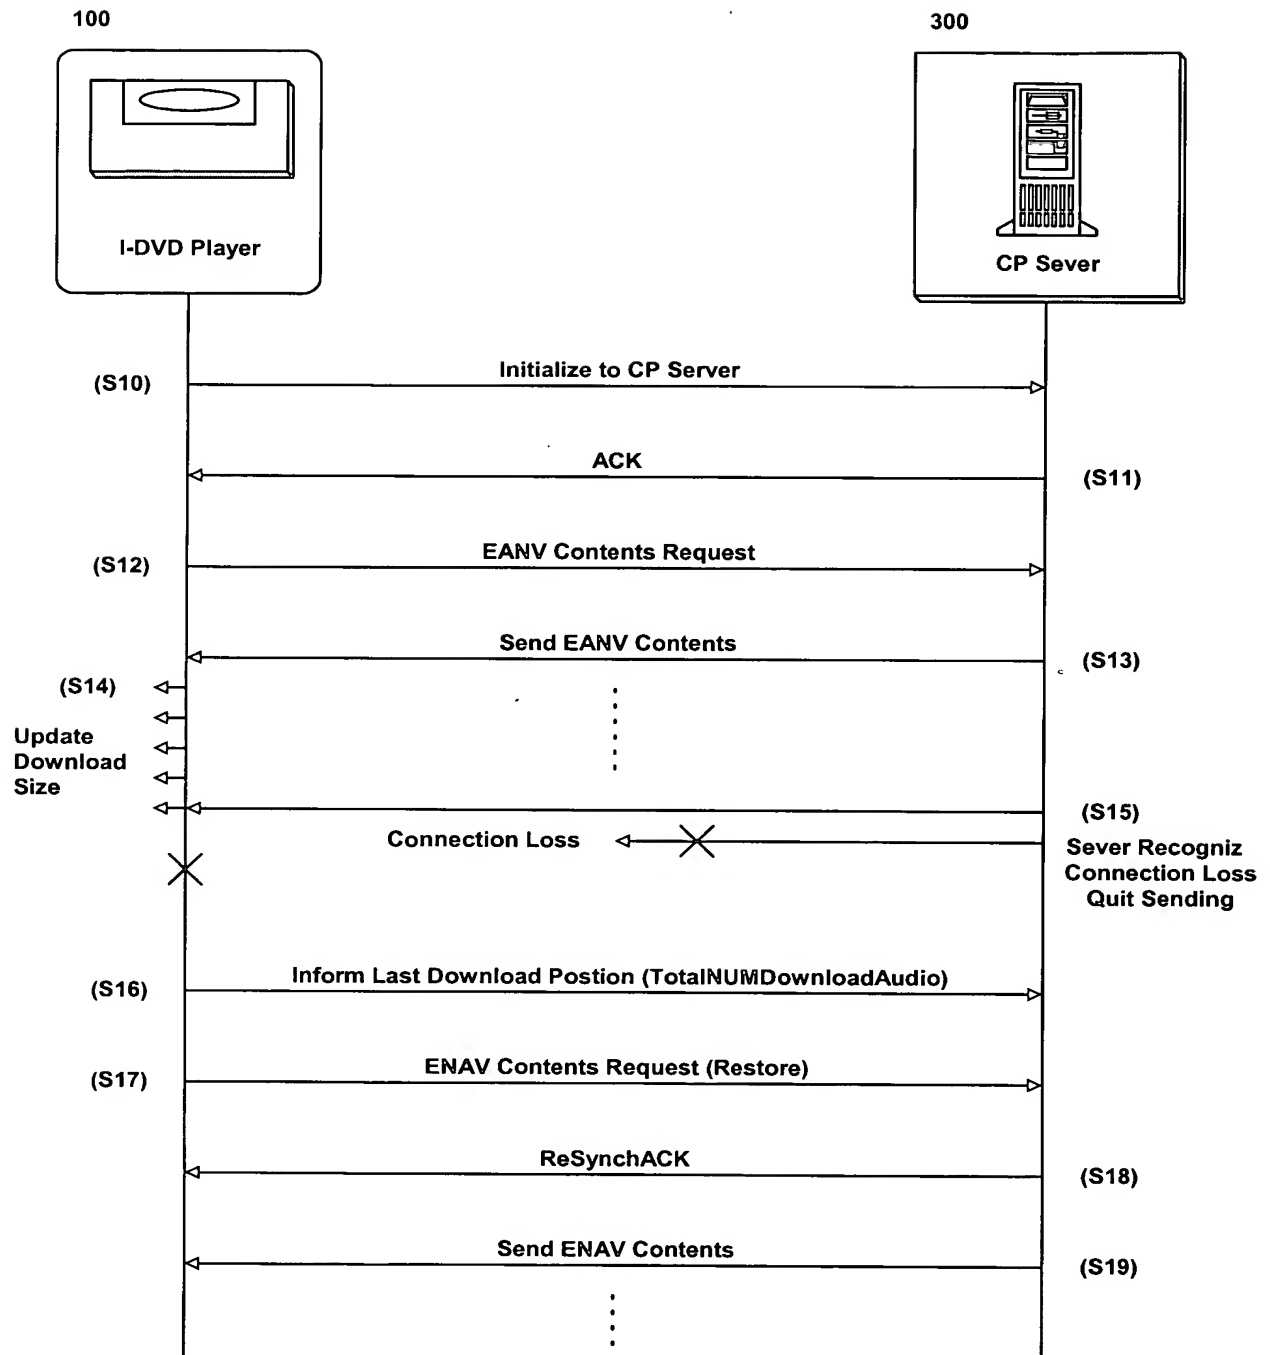 100
300
I-DVD Player
CP Sever
Initialize to CP Server
(S10)
ACK
(S11)
EANV Contents Request
(S12)
Send EANV Contents
(S13)
(S14)
Update
Download
Size
(S15)
Connection Loss
Sever Recogniz
Connection Loss
Quit Sending
Inform Last Download Postion (TotalNUMDownloadAudio)
(S16)
ENAV Contents Request (Restore)
(S17)
ReSynchACK
(S18)
Send ENAV Contents
(S19)